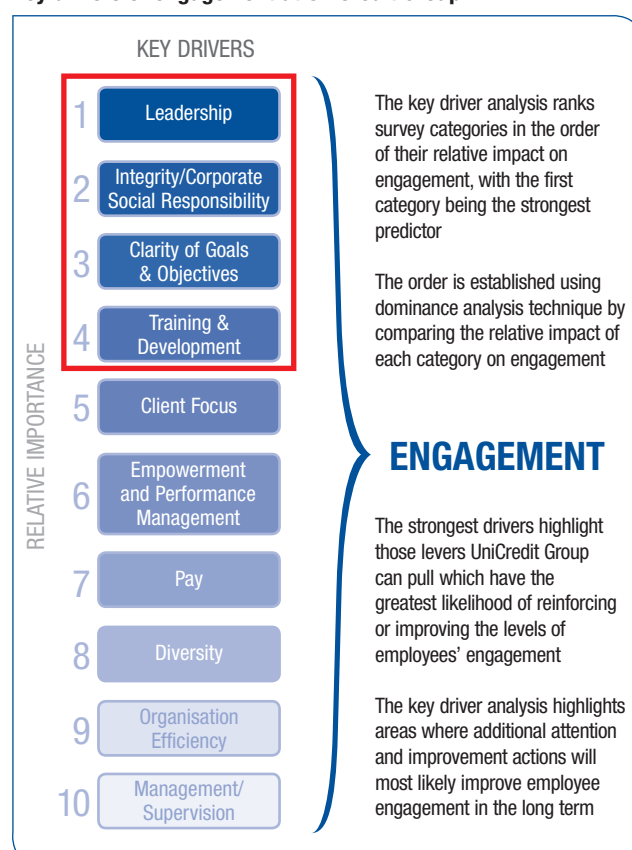 KEY DRIVERS
RELATIVE IMPORTANCE
1 Leadership
2 Integrity/Corporate
Social Responsibility
3 Clarity of Goals
& Objectives
4 Training &
Development
5 Client Focus
6 Empowerment
and Performance
Management
7 Pay
8 Diversity
9 Organisation
Efficiency
10 Management/
Supervision
The key driver analysis ranks
survey categories in the order
of their relative impact on
engagement, with the first
category being the strongest
predictor
The order is established using
dominance analysis technique by
comparing the relative impact of
each category on engagement
ENGAGEMENT
The strongest drivers highlight
those levers UniCredit Group
can pull which have the
greatest likelihood of reinforcing
or improving the levels of
employees’ engagement
The key driver analysis highlights
areas where additional attention
and improvement actions will
most likely improve employee
engagement in the long term